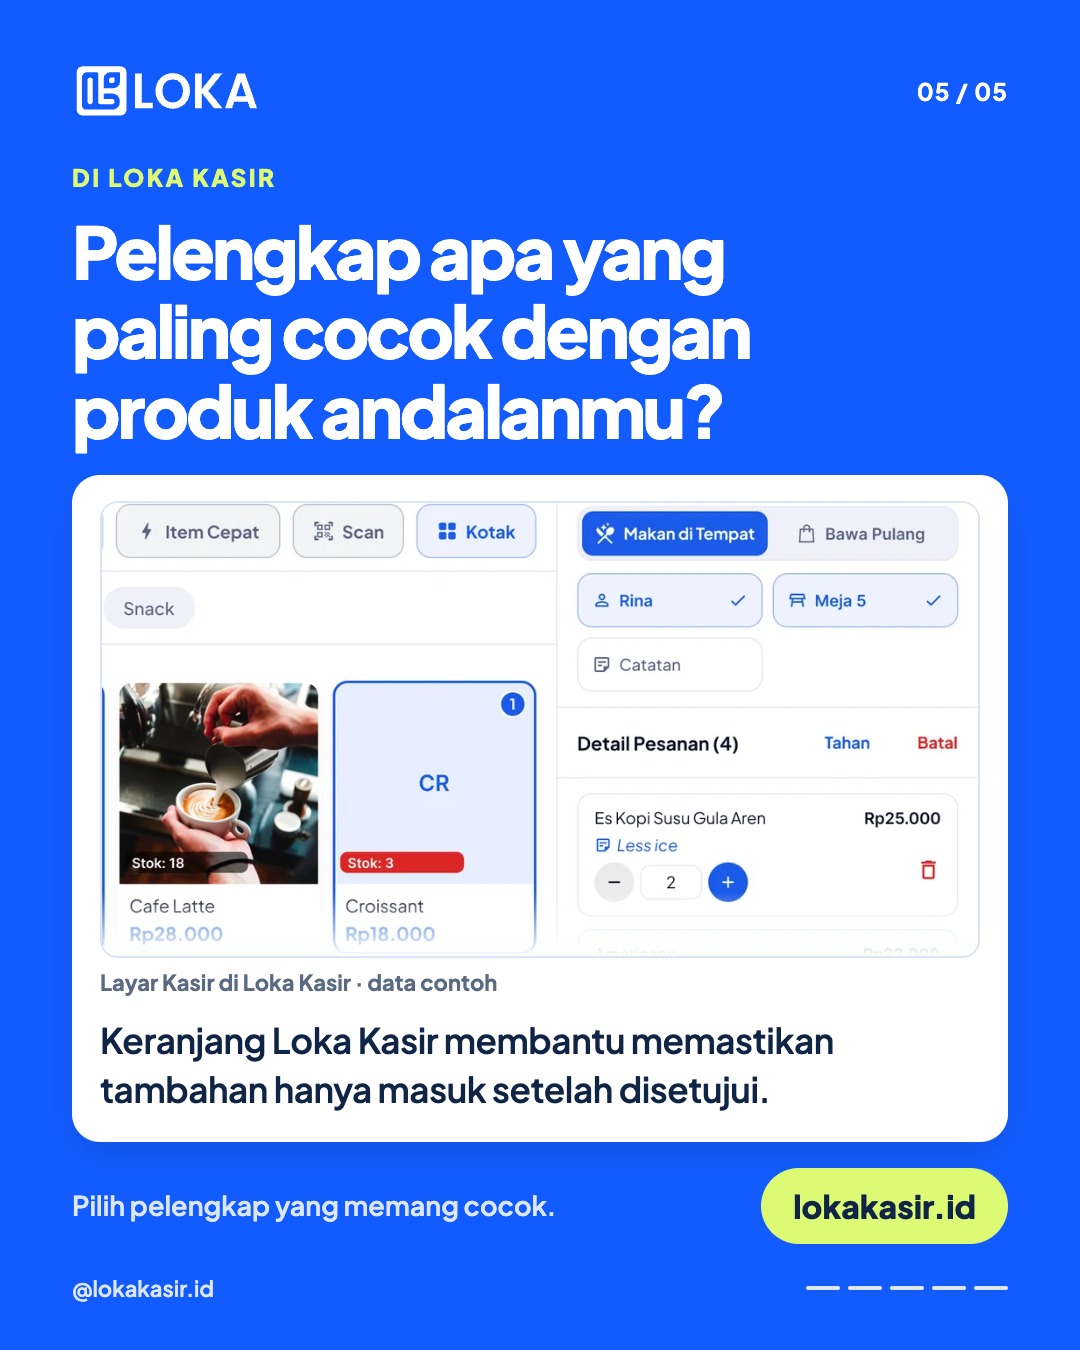 LOKA
05 / 05
DI LOKA KASIR
Pelengkap apa yang
paling cocok dengan
produk andalanmu?
Item Cepat
Scan
Kotak
Snack
Stok: 18
Cafe Latte
Rp28.000
1
CR
Stok: 3
Croissant
Rp18.000
Makan di Tempat
Bawa Pulang
Rina
Meja 5
Catatan
Detail Pesanan (4)
Tahan
Batal
Es Kopi Susu Gula Aren
Rp25.000
Less ice
− 2 +
Layar Kasir di Loka Kasir · data contoh
Keranjang Loka Kasir membantu memastikan
tambahan hanya masuk setelah disetujui.
Pilih pelengkap yang memang cocok.
lokakasir.id
@lokakasir.id